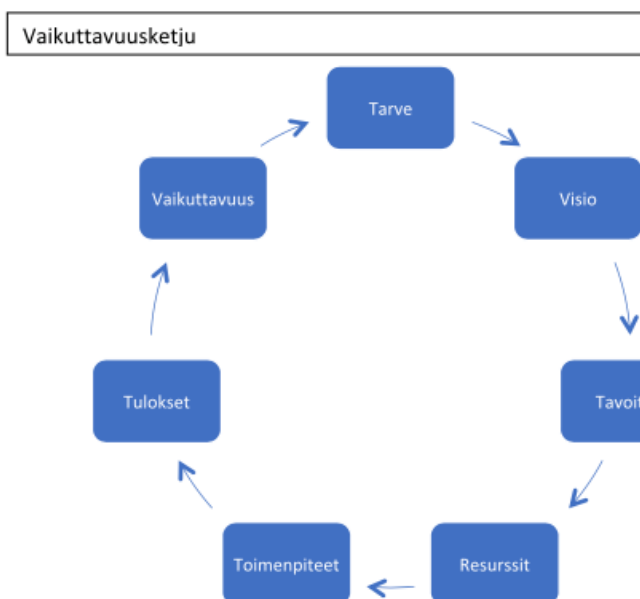 Vaikuttavuusketju
Tarve
Visio
Resurssit
Toimenpiteet
Tulokset
Vaikuttavuus